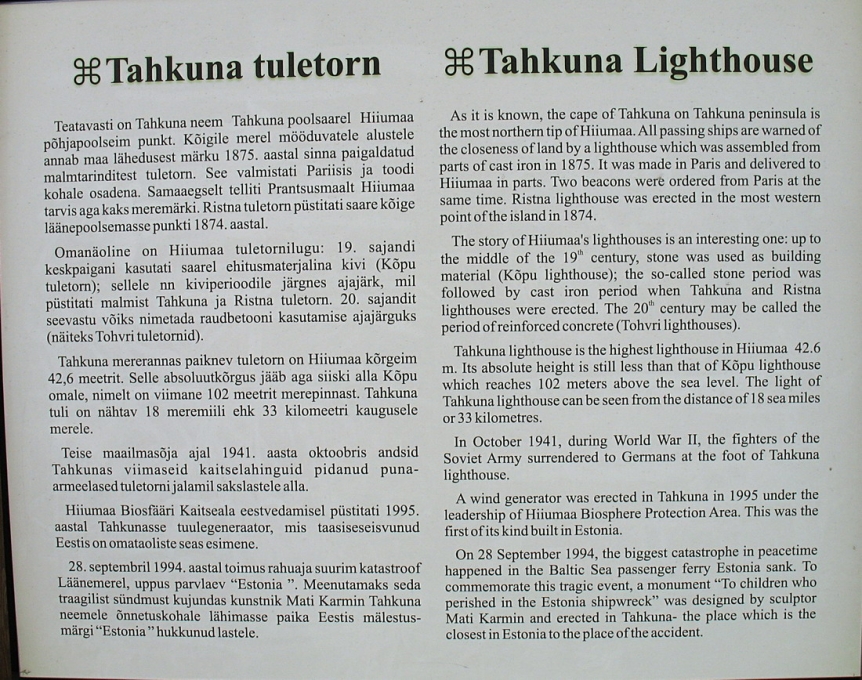 ⌘Tahkuna tuletorn
Teatavasti on Tahkuna neem Tahkuna poolsaarel Hiiumaa
põhjapoolseim punkt. Kõigile merel mööduvatele alustele
annab maa lähedusest märku 1875. aastal sinna paigaldatud
malmtarinditest tuletorn. See valmistati Pariisis ja toodi
kohale osadena. Samaaegselt telliti Prantsusmaalt Hiiumaa
tarvis aga kaks meremärki. Ristna tuletorn püstitati saare kõige
läänepoolsemasse punkti 1874. aastal.
Omanäoline on Hiiumaa tuletornilugu: 19. sajandi
keskpaigani kasutati saarel ehitusmaterjalina kivi (Kõpu
tuletorn); sellele nn kiviperioodile järgnes ajajärk, mil
püstitati malmist Tahkuna ja Ristna tuletorn. 20. sajandit
seevastu võiks nimetada raudbetooni kasutamise ajajärguks
(näiteks Tohvri tuletornid).
Tahkuna mererannas paiknev tuletorn on Hiiumaa kõrgeim
42,6 meetrit. Selle absoluutkõrgus jääb aga siiski alla Kõpu
omale, nimelt on viimane 102 meetrit merepinnast. Tahkuna
tuli on nähtav 18 meremiili ehk 33 kilomeetri kaugusele
merele.
Teise maailmasõja ajal 1941. aasta oktoobris andsid
Tahkunas viimaseid kaitselahinguid pidanud puna-
armeelased tuletorni jalamil sakslastele alla.
Hiiumaa Biosfääri Kaitseala eestvedamisel püstitati 1995.
aastal Tahkunasse tuulegeneraator, mis taasiseseisvunud
Eestis on omataoliste seas esimene.
28. septembril 1994. aastal toimus rahuaja suurim katastroof
Läänemerel, uppus parvlaev “Estonia ”. Meenutamaks seda
traagilist sündmust kujundas kunstnik Mati Karmin Tahkuna
neemele õnnetuskohale lähimasse paika Eestis mälestus-
märgi “Estonia ” hukkunud lastele.
⌘Tahkuna Lighthouse
As it is known, the cape of Tahkuna on Tahkuna peninsula is
the most northern tip of Hiiumaa. All passing ships are warned of
the closeness of land by a lighthouse which was assembled from
parts of cast iron in 1875. It was made in Paris and delivered to
Hiiumaa in parts. Two beacons were ordered from Paris at the
same time. Ristna lighthouse was erected in the most western
point of the island in 1874.
The story of Hiiumaa's lighthouses is an interesting one: up to
the middle of the 19th century, stone was used as building
material (Kõpu lighthouse); the so-called stone period was
followed by cast iron period when Tahkuna and Ristna
lighthouses were erected. The 20th century may be called the
period of reinforced concrete (Tohvri lighthouses).
Tahkuna lighthouse is the highest lighthouse in Hiiumaa 42.6
m. Its absolute height is still less than that of Kõpu lighthouse
which reaches 102 meters above the sea level. The light of
Tahkuna lighthouse can be seen from the distance of 18 sea miles
or 33 kilometres.
In October 1941, during World War II, the fighters of the
Soviet Army surrendered to Germans at the foot of Tahkuna
lighthouse.
A wind generator was erected in Tahkuna in 1995 under the
leadership of Hiiumaa Biosphere Protection Area. This was the
first of its kind built in Estonia.
On 28 September 1994, the biggest catastrophe in peacetime
happened in the Baltic Sea passenger ferry Estonia sank. To
commemorate this tragic event, a monument “To children who
perished in the Estonia shipwreck” was designed by sculptor
Mati Karmin and erected in Tahkuna- the place which is the
closest in Estonia to the place of the accident.